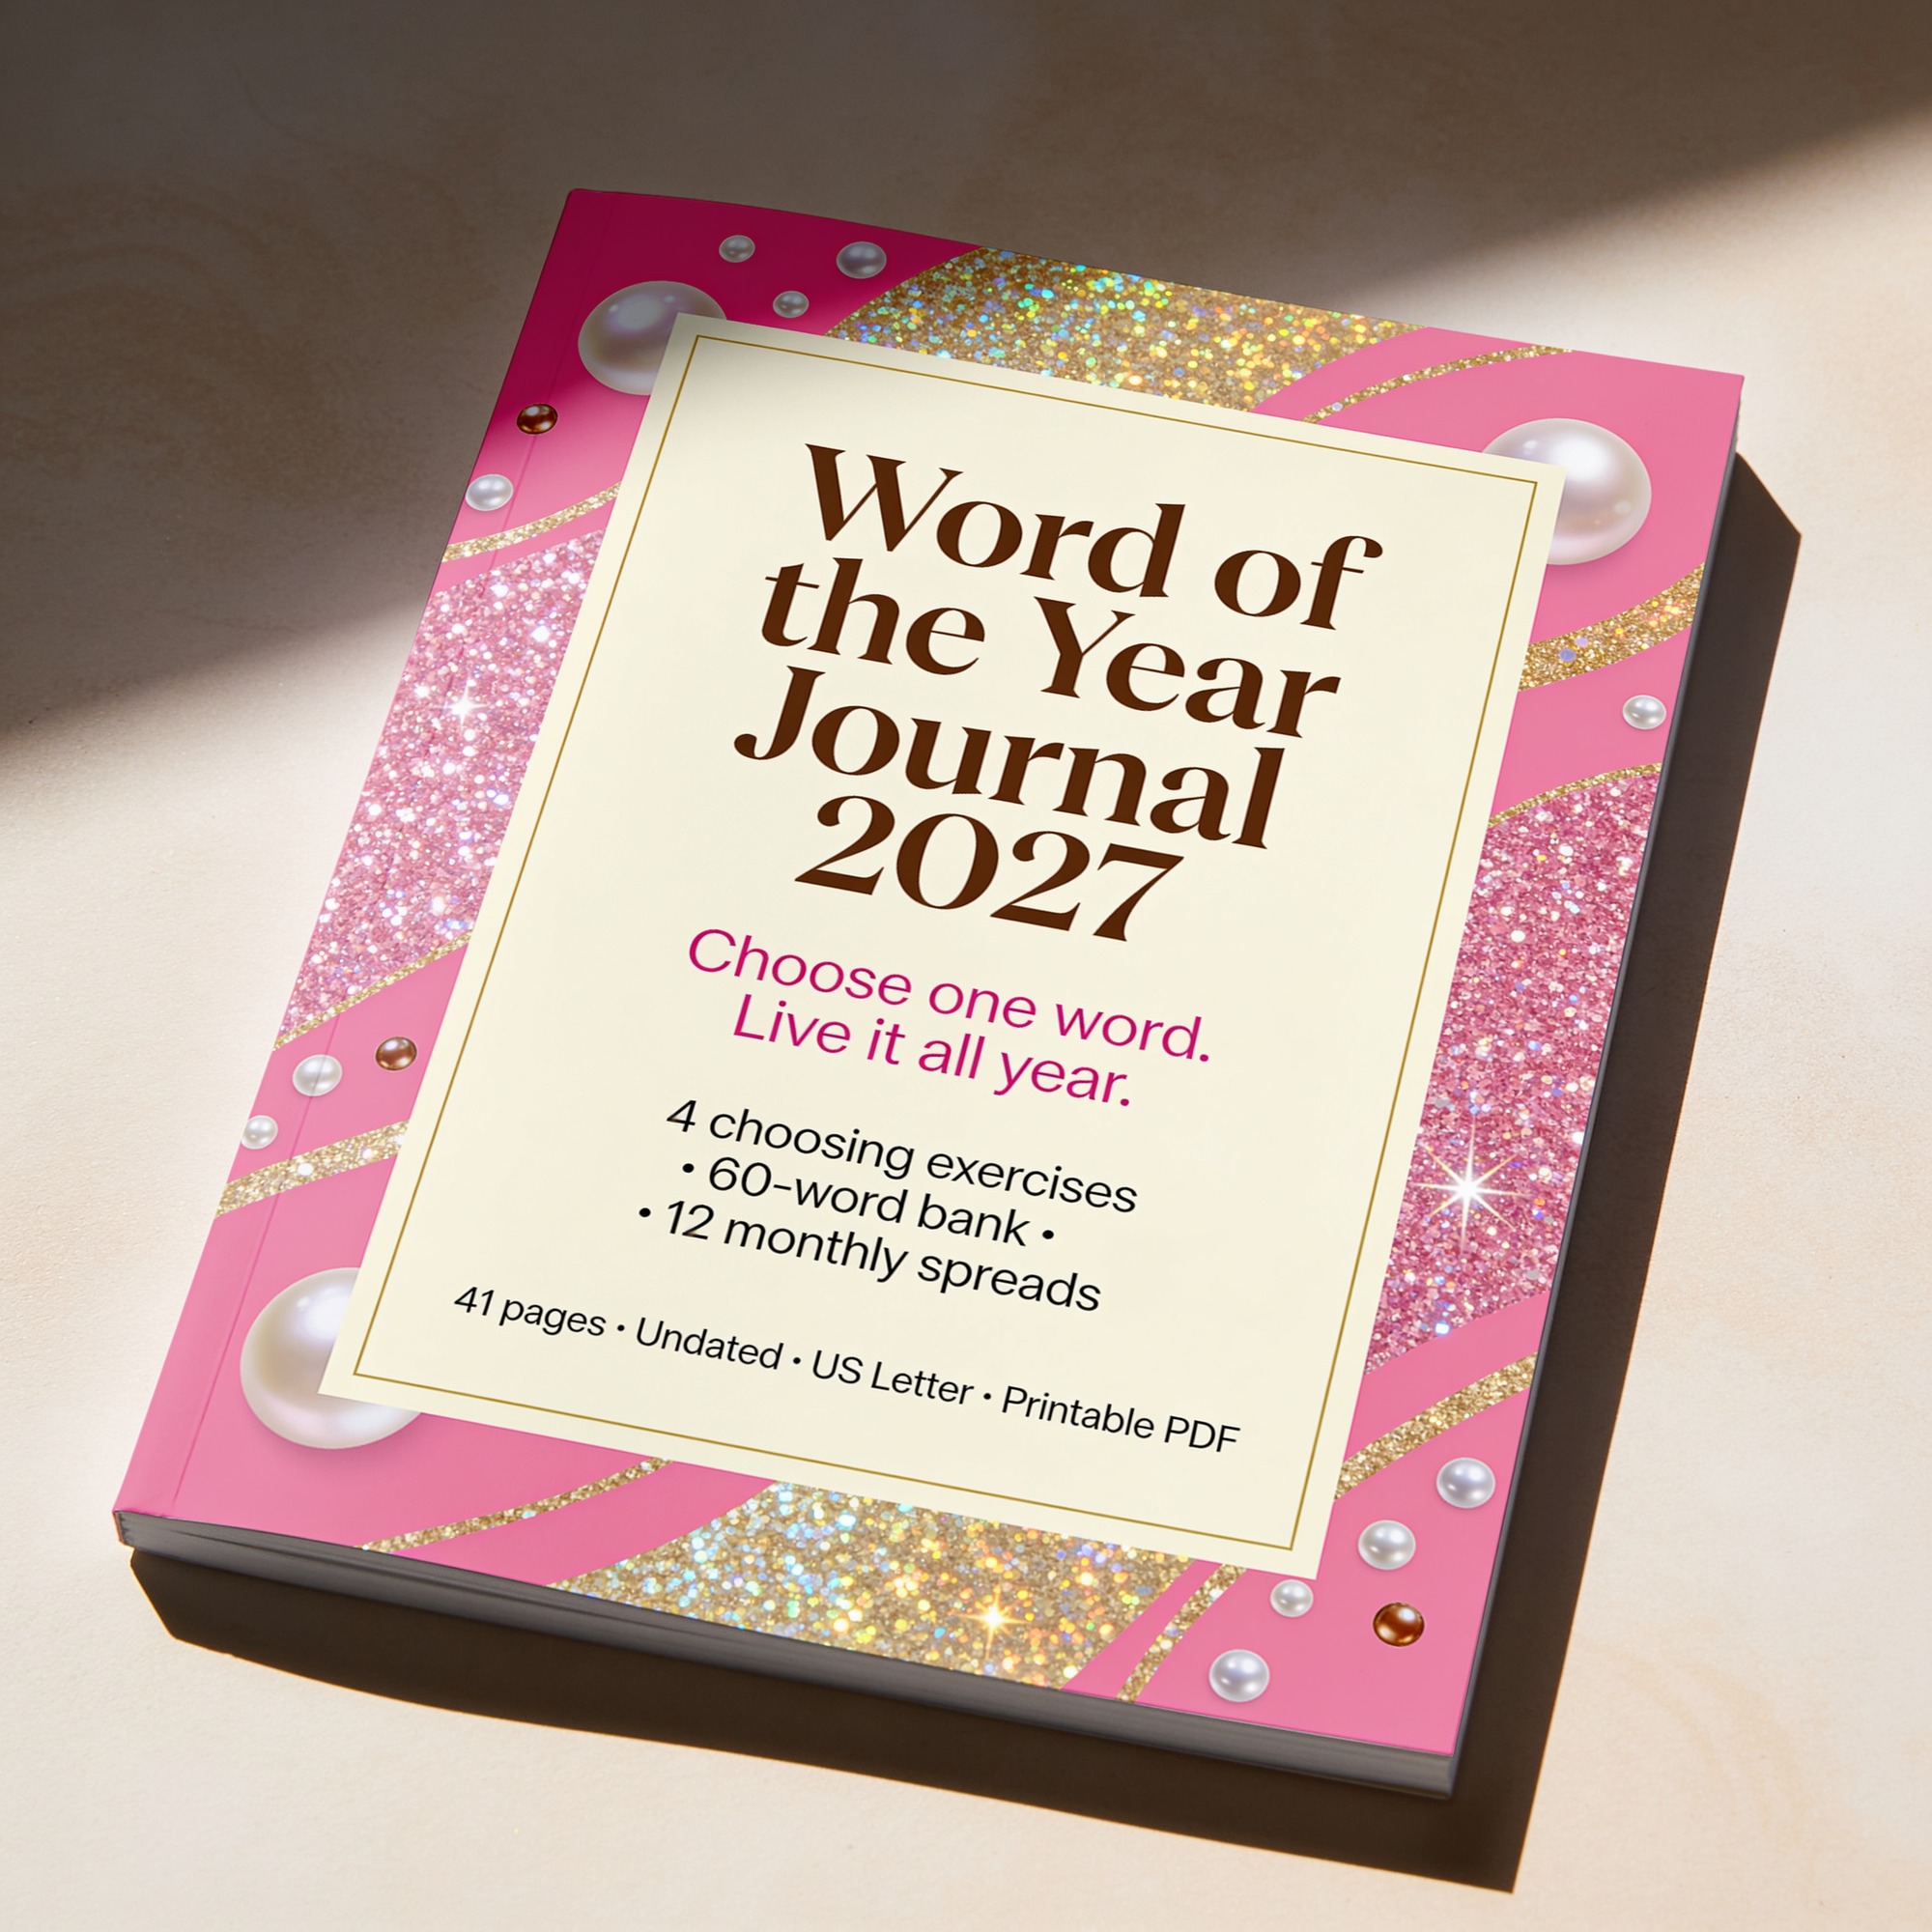 Word of
the Year
Journal
2027
Choose one word.
Live it all year.
4 choosing exercises
• 60-word bank •
• 12 monthly spreads
41 pages • Undated • US Letter • Printable PDF